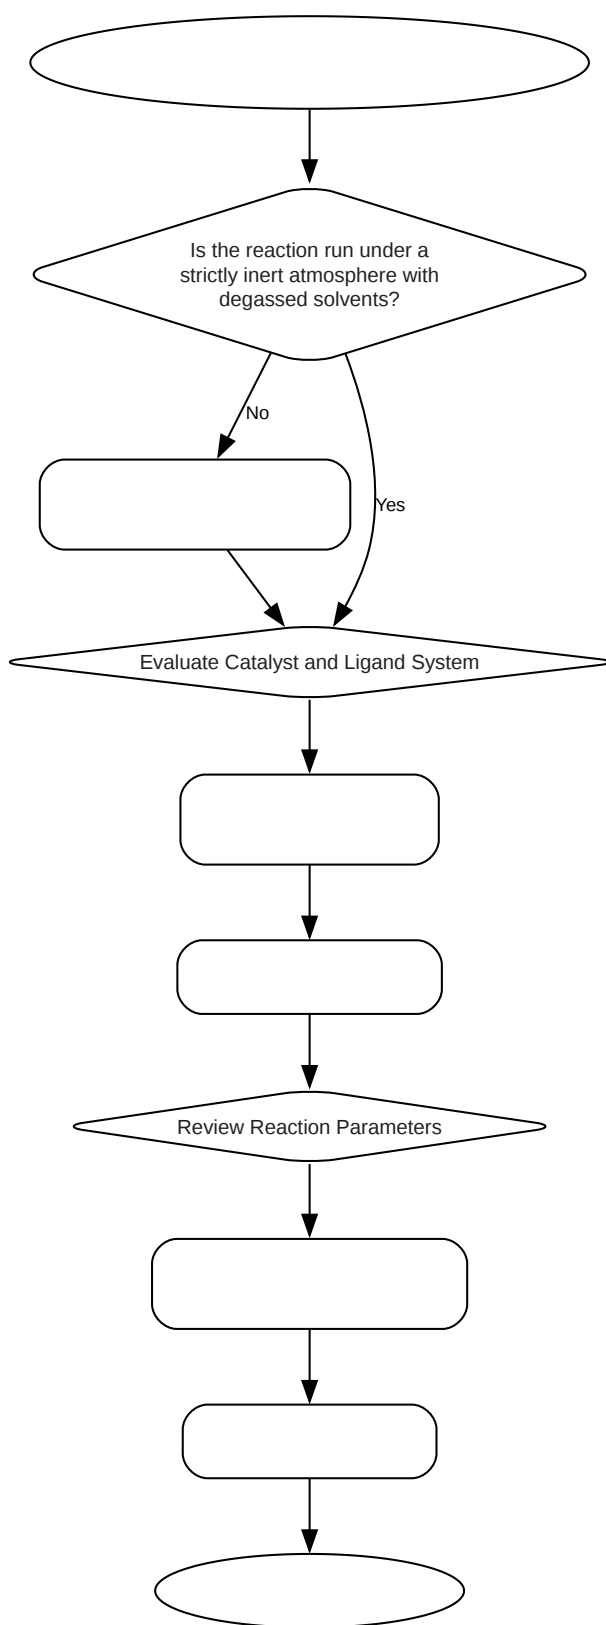 Is the reaction run under a
strictly inert atmosphere with
degassed solvents?
No
Yes
Evaluate Catalyst and Ligand System
Review Reaction Parameters